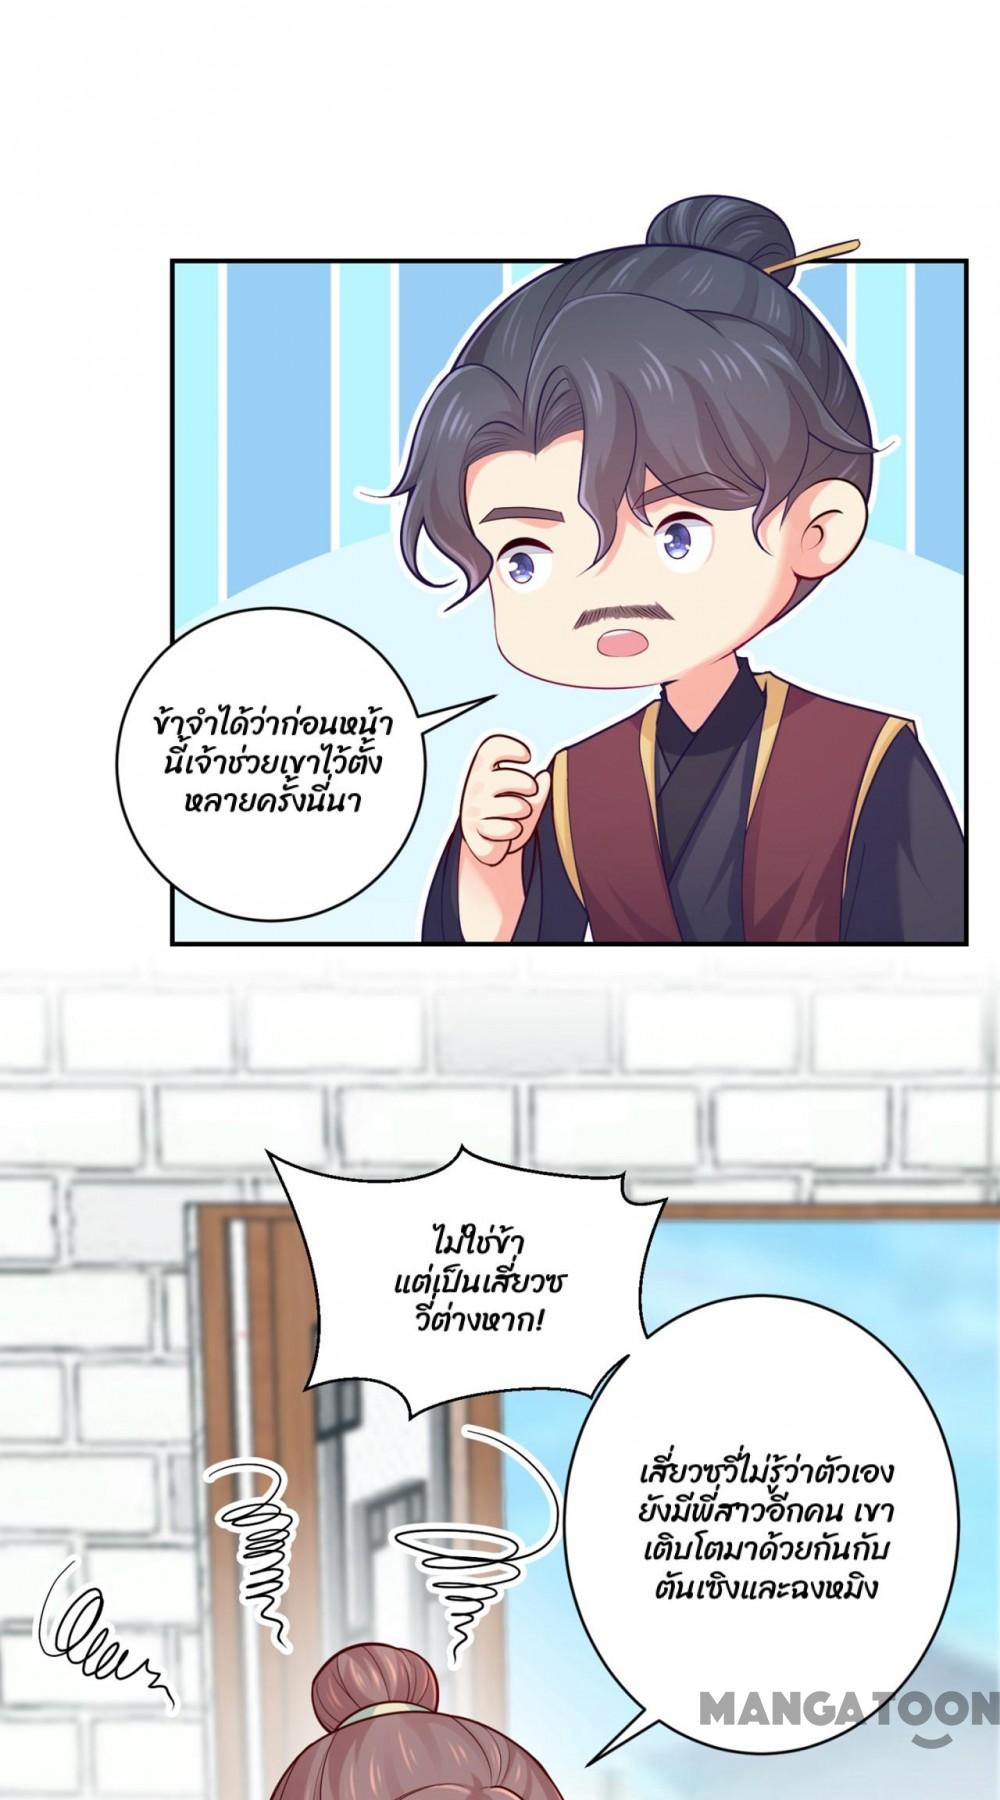 ข้าจำได้ว่าก่อนหน้า
นี้เจ้าช่วยเขาไว้ตั้ง
หลายครั้งนี่นา
ไม่ใช่ข้า
แต่เป็นเสี่ยวซ
วี่ต่างหาก!
เสี่ยวซวี่ไม่รู้ว่าตัวเอง
ยังมีพี่สาวอีกคน เขา
เติบโตมาด้วยกันกับ
ตันเซิงและฉงหมิง
MANGATOON